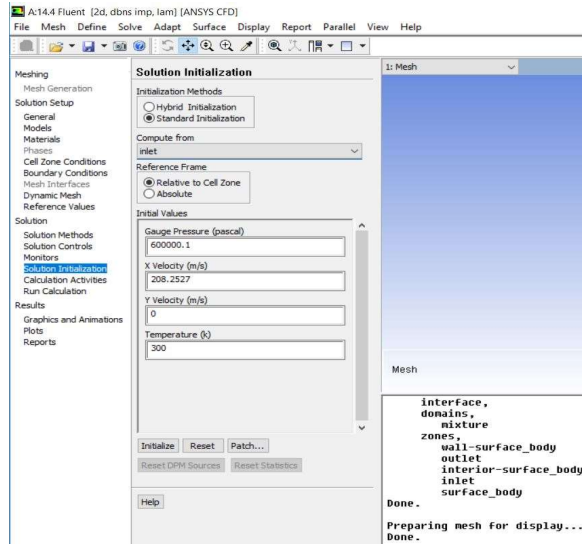 A:14.4 Fluent [2d, dbns imp, lam] [ANSYS CFD]
File Mesh Define Solve Adapt Surface Display Report Parallel View Help
Meshing
Mesh Generation
Solution Setup
General
Models
Materials
Phases
Cell Zone Conditions
Boundary Conditions
Mesh Interfaces
Dynamic Mesh
Reference Values
Solution
Solution Methods
Solution Controls
Monitors
Solution Initialization
Calculation Activities
Run Calculation
Results
Graphics and Animations
Plots
Reports
Solution Initialization
Initialization Methods
Hybrid Initialization
Standard Initialization
Compute from
inlet
Reference Frame
Relative to Cell Zone
Absolute
Initial Values
Gauge Pressure (pascal)
600000.1
X Velocity (m/s)
208.2527
Y Velocity (m/s)
0
Temperature (k)
300
Initialize Reset Patch...
Reset DPM Sources Reset Statistics
Help
1: Mesh
Mesh
interface,
domains,
mixture
zones,
wall-surface_body
outlet
interior-surface_body
inlet
surface_body
Done.
Preparing mesh for display...
Done.